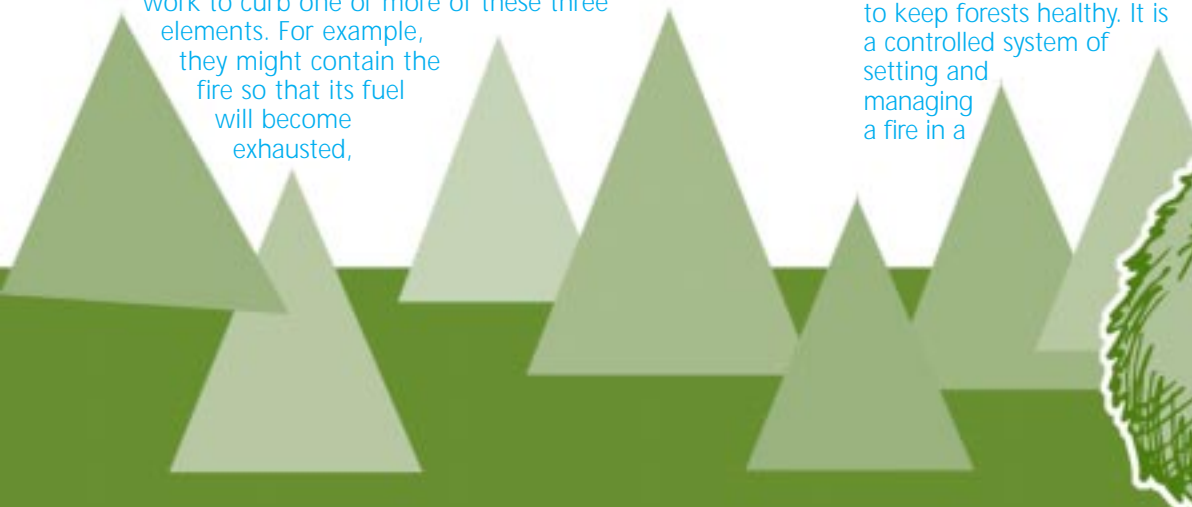 work to curb one or more of these three
elements. For example,
they might contain the
fire so that its fuel
will become
exhausted,
to keep forests healthy. It is
a controlled system of
setting and
managing
a fire in a